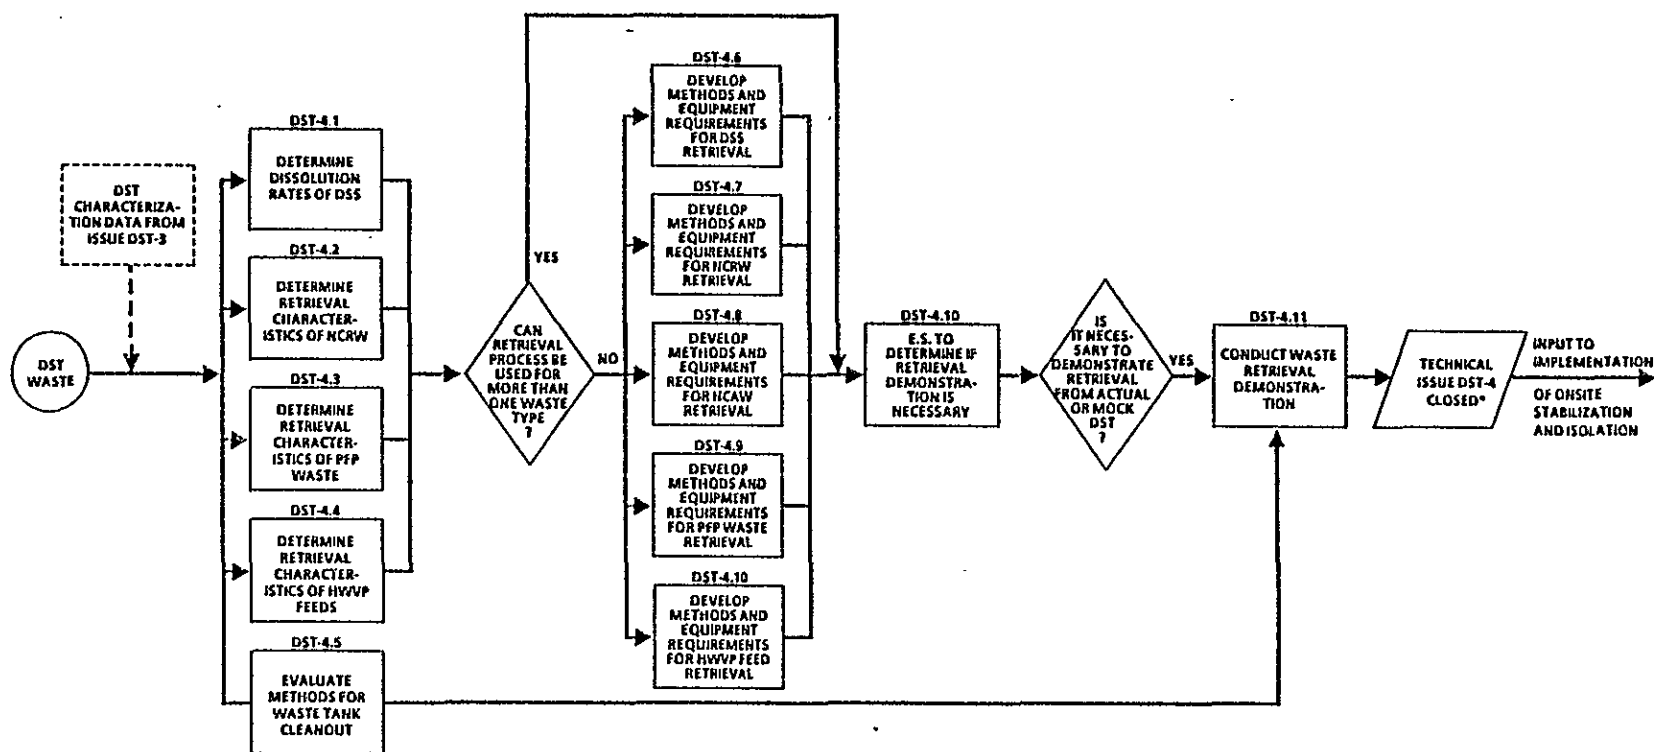 DST
WASTE
DST
CHARACTERIZA-
TION DATA FROM
ISSUE DST-3
DST-4.1
DETERMINE
DISSOLUTION
RATES OF DSS
DST-4.2
DETERMINE
RETRIEVAL
CHARACTER-
ISTICS OF NCRW
DST-4.3
DETERMINE
RETRIEVAL
CHARACTER-
ISTICS OF PFP
WASTE
DST-4.4
DETERMINE
RETRIEVAL
CHARACTER-
ISTICS OF HWVP
FEEDS
DST-4.5
EVALUATE
METHODS FOR
WASTE TANK
CLEANOUT
CAN
RETRIEVAL
PROCESS BE
USED FOR
MORE THAN
ONE WASTE
TYPE
?
YES
NO
DST-4.6
DEVELOP
METHODS AND
EQUIPMENT
REQUIREMENTS
FOR DSS
RETRIEVAL
DST-4.7
DEVELOP
METHODS AND
EQUIPMENT
REQUIREMENTS
FOR NCRW
RETRIEVAL
DST-4.8
DEVELOP
METHODS AND
EQUIPMENT
REQUIREMENTS
FOR NCAW
RETRIEVAL
DST-4.9
DEVELOP
METHODS AND
EQUIPMENT
REQUIREMENTS
FOR PFP WASTE
RETRIEVAL
DST-4.10
DEVELOP
METHODS AND
EQUIPMENT
REQUIREMENTS
FOR HWVP FEED
RETRIEVAL
DST-4.10
E.S. TO
DETERMINE IF
RETRIEVAL
DEMONSTRA-
TION IS
NECESSARY
IS
IT NECES-
SARY TO
DEMONSTRATE
RETRIEVAL
FROM ACTUAL
OR MOCK
DST
?
YES
DST-4.11
CONDUCT WASTE
RETRIEVAL
DEMONSTRA-
TION
TECHNICAL
ISSUE DST-4
CLOSED*
INPUT TO
IMPLEMENTATION
OF ONSITE
STABILIZATION
AND ISOLATION